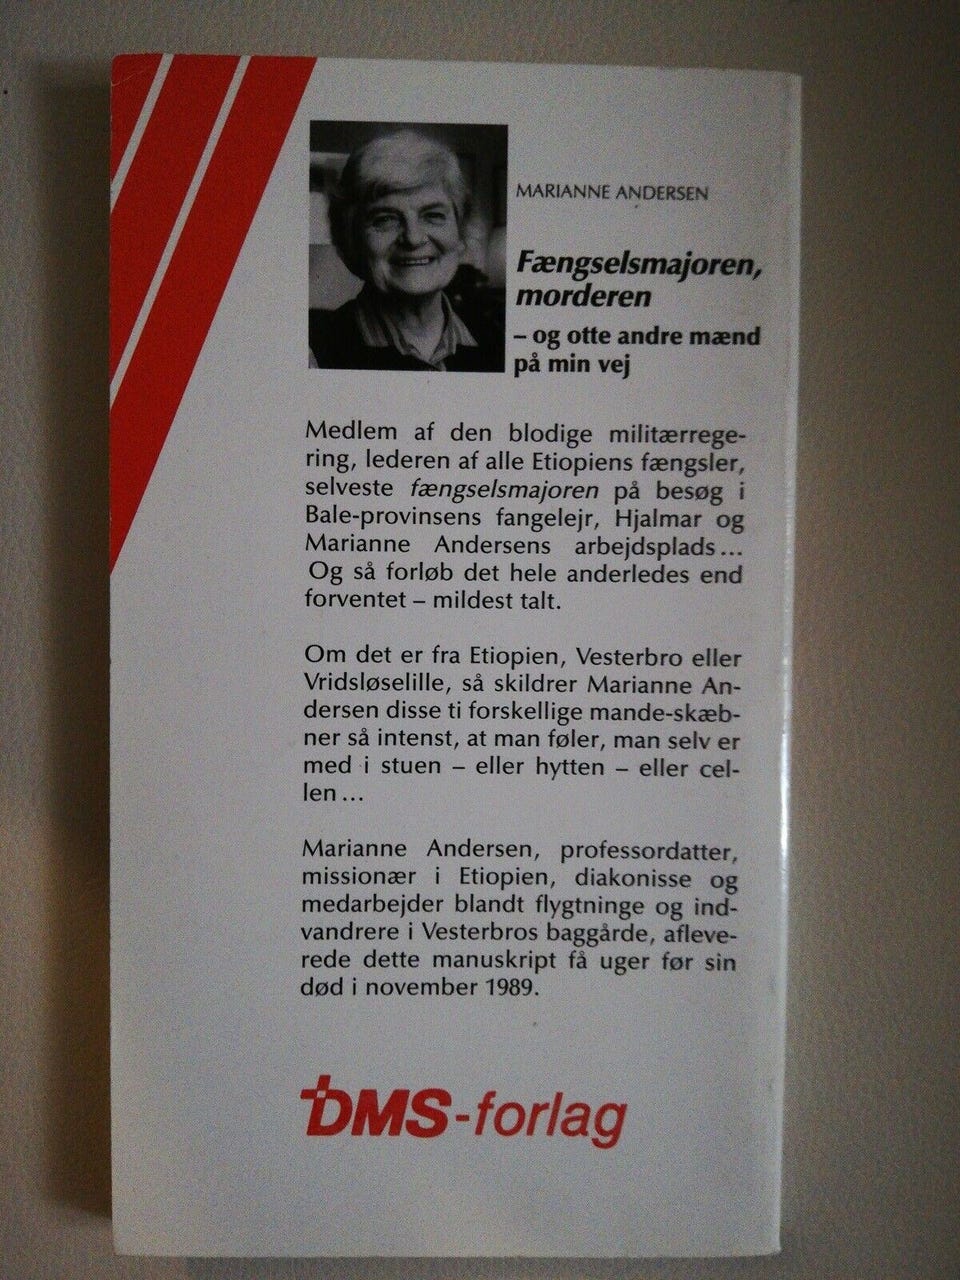 MARIANNE ANDERSEN
Fængselsmajoren,
morderen
– og otte andre mænd
på min vej
Medlem af den blodige militærrege-
ring, lederen af alle Etiopiens fængsler,
selveste fængselsmajoren på besøg i
Bale-provinsens fangelejr, Hjalmar og
Marianne Andersens arbejdsplads...
Og så forløb det hele anderledes end
forventet – mildest talt.
Om det er fra Etiopien, Vesterbro eller
Vridsløselille, så skildrer Marianne An-
dersen disse ti forskellige mande-skæb-
ner så intenst, at man føler, man selv er
med i stuen – eller hytten – eller cel-
len...
Marianne Andersen, professordatter,
missionær i Etiopien, diakonisse og
medarbejder blandt flygtninge og ind-
vandrere i Vesterbros baggårde, afleve-
rede dette manuskript få uger før sin
død i november 1989.
DMS-forlag